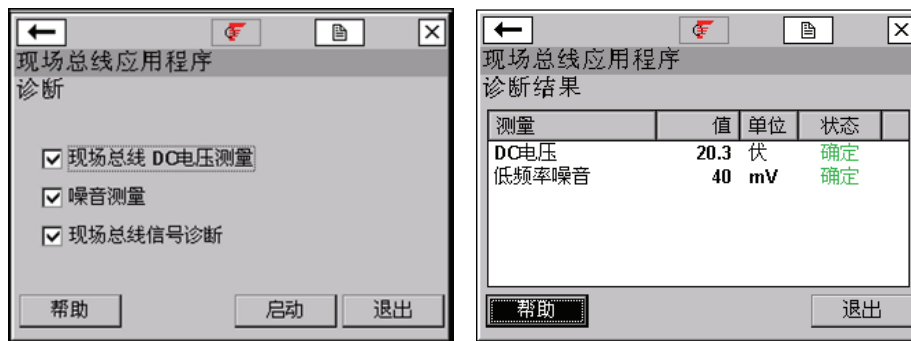 现场总线应用程序
诊断
现场总线 DC电压测量
噪音测量
现场总线信号诊断
帮助 启动 退出
现场总线应用程序
诊断结果
测量 值 单位 状态
DC电压 20.3 伏 确定
低频率噪音 40 mV 确定
帮助 退出